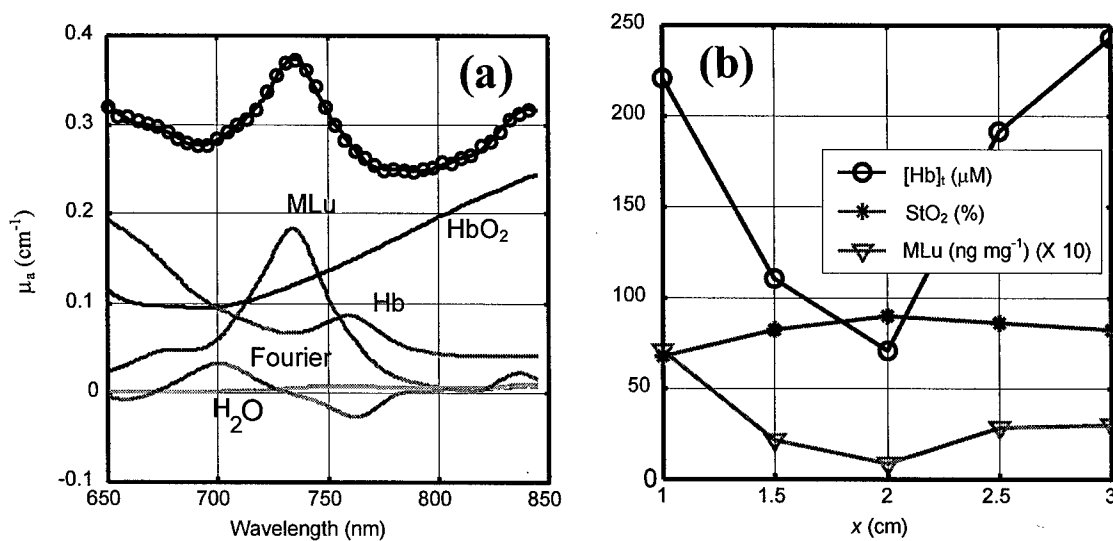 0.4
0.3
0.2
0.1
0
-0.1
μa (cm-1)
(a)
MLu
HbO2
Hb
Fourier
H2O
650
700
750
800
850
Wavelength (nm)
250
200
150
100
50
0
(b)
[Hb]t (μM)
StO2 (%)
MLu (ng mg-1) (X 10)
1
1.5
2
2.5
3
x (cm)